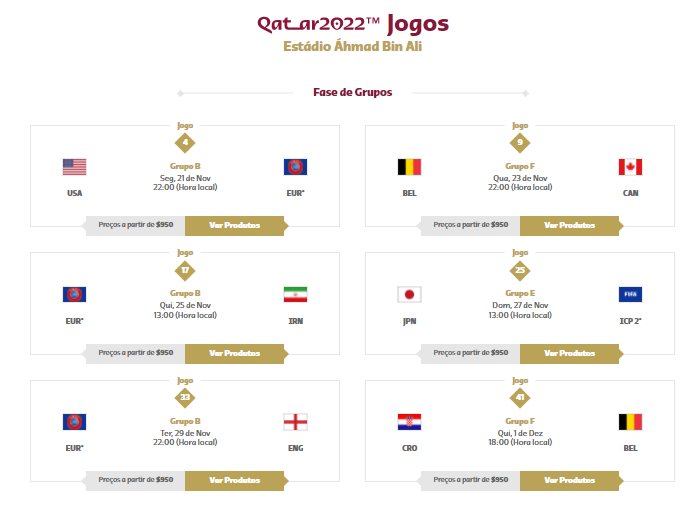 Qatar2022™ Jogos
Estádio Áhmad Bin Ali
Fase de Grupos
Jogo
4
Grupo B
Seg, 21 de Nov
22:00 (Hora local)
USA
EUR*
Preços a partir de $950
Ver Produtos
Jogo
9
Grupo F
Qua, 23 de Nov
22:00 (Hora local)
BEL
CAN
Preços a partir de $950
Ver Produtos
Jogo
17
Grupo B
Qui, 25 de Nov
13:00 (Hora local)
EUR*
IRN
Preços a partir de $950
Ver Produtos
Jogo
25
Grupo E
Dom, 27 de Nov
13:00 (Hora local)
JPN
FIFA
ICP 2*
Preços a partir de $950
Ver Produtos
Jogo
33
Grupo B
Ter, 29 de Nov
22:00 (Hora local)
EUR*
ENG
Preços a partir de $950
Ver Produtos
Jogo
41
Grupo F
Qui, 1 de Dez
18:00 (Hora local)
CRO
BEL
Preços a partir de $950
Ver Produtos